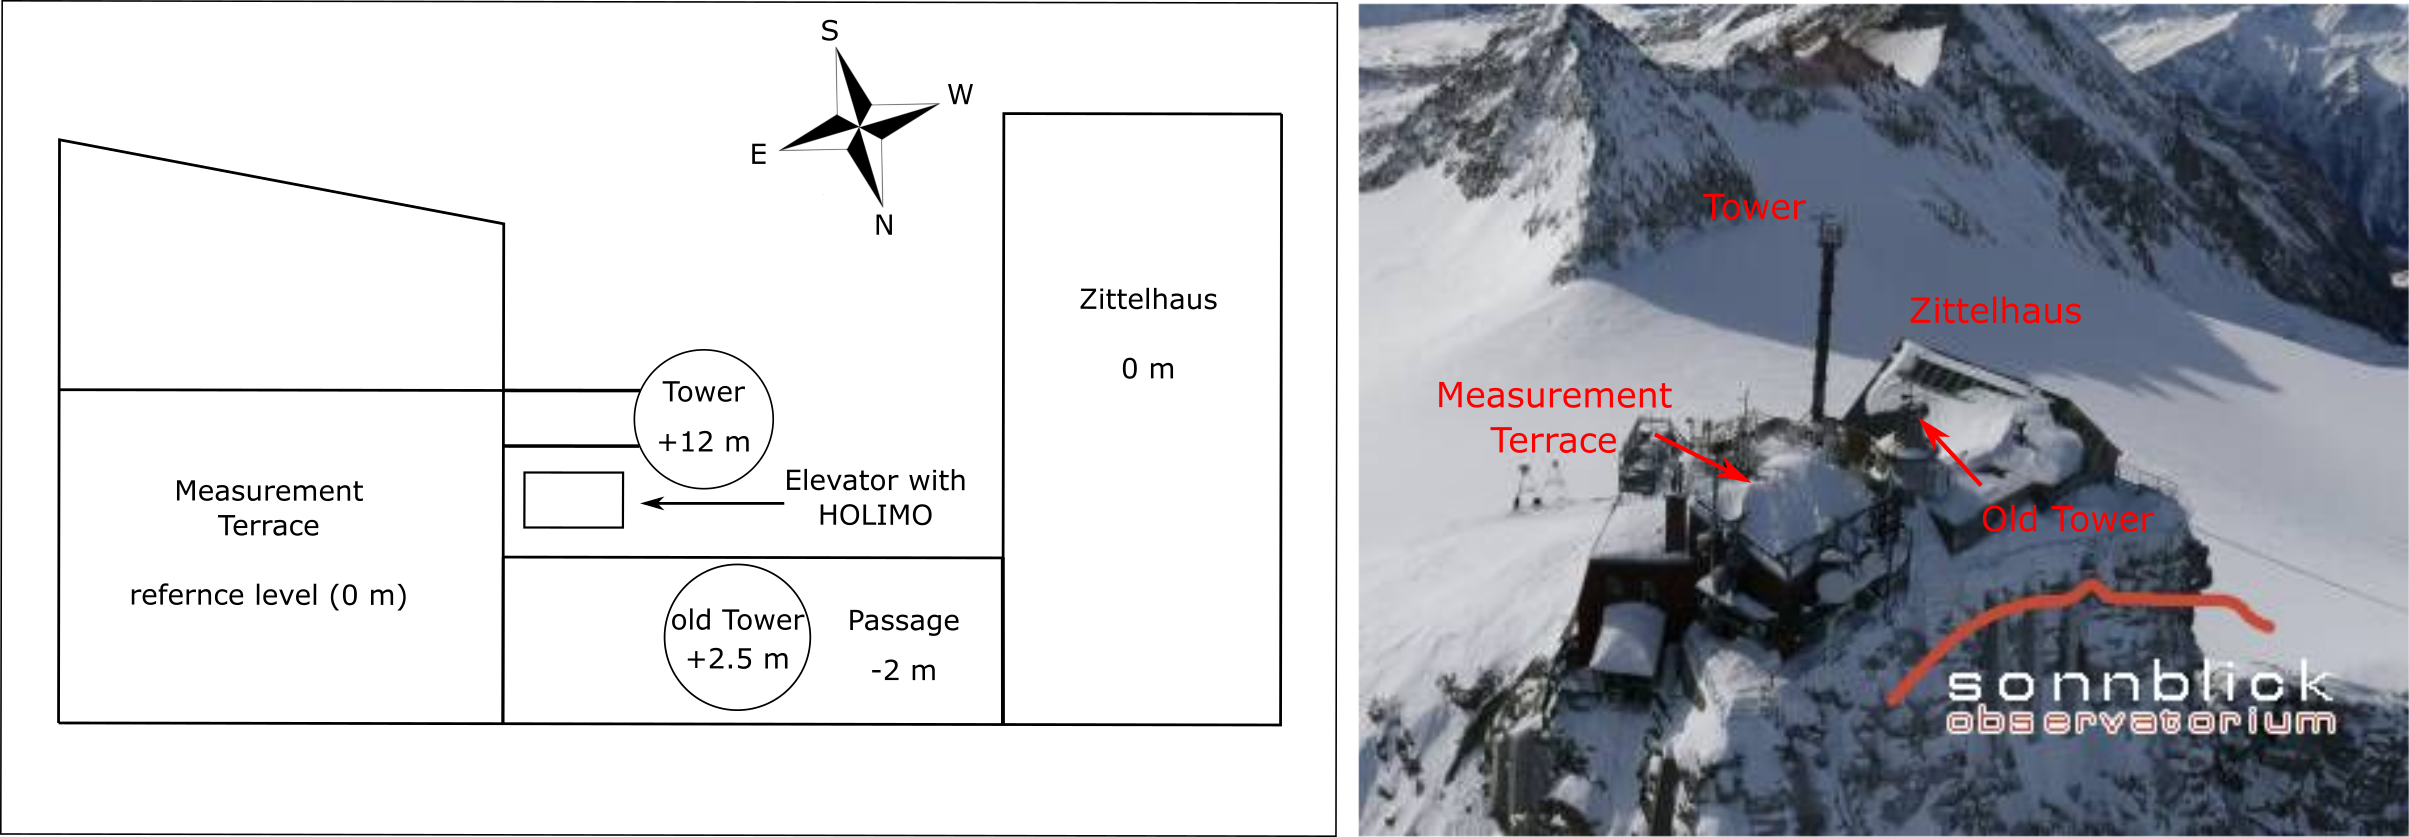 S
W
E
N
Zittelhaus
0 m
Tower
+12 m
Measurement
Terrace
refernce level (0 m)
Elevator with
HOLIMO
old Tower
+2.5 m
Passage
-2 m
Tower
Zittelhaus
Measurement
Terrace
Old Tower
sonnblick
observatorium